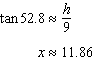 tan 52.8 ≈ h/9
x ≈ 11.86